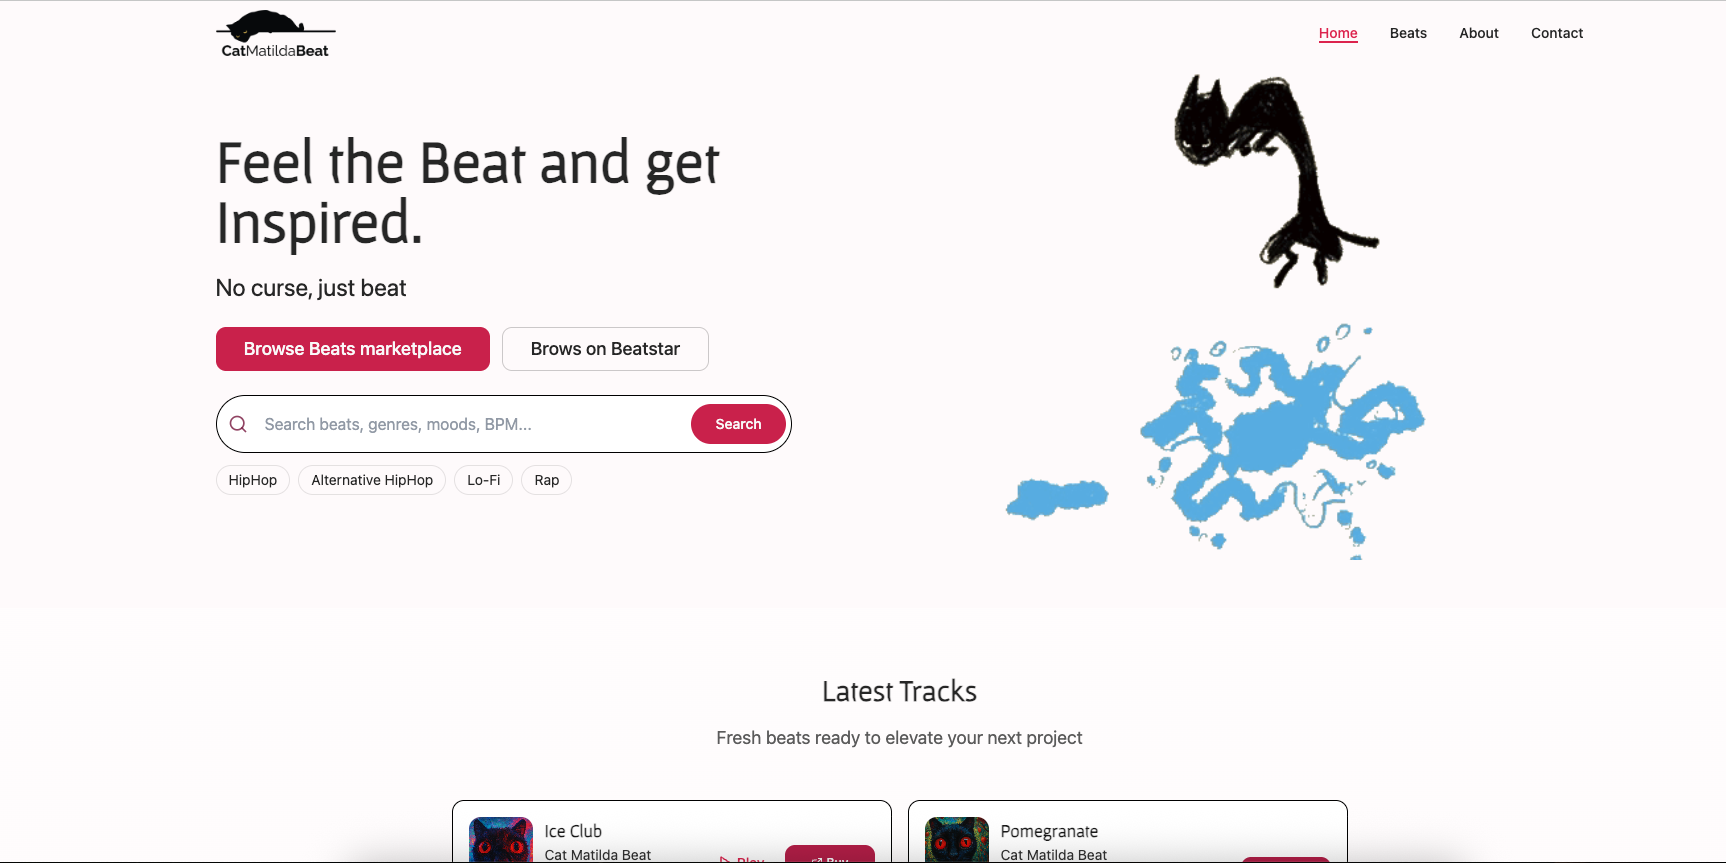 CatMatildaBeat
Home
Beats
About
Contact
Feel the Beat and get
Inspired.
No curse, just beat
Browse Beats marketplace
Brows on Beatstar
Search beats, genres, moods, BPM...
Search
HipHop
Alternative HipHop
Lo-Fi
Rap
Latest Tracks
Fresh beats ready to elevate your next project
Ice Club
Cat Matilda Beat
Play
Buy
Pomegranate
Cat Matilda Beat